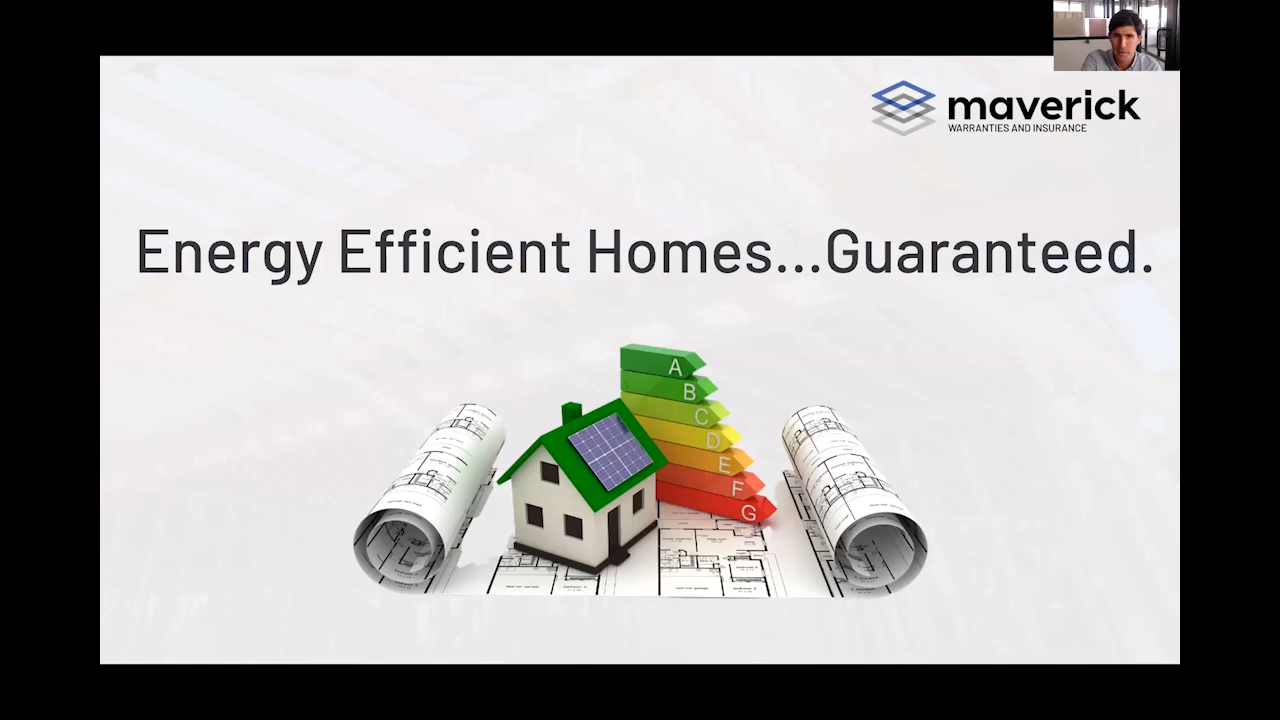 maverick
WARRANTIES AND INSURANCE
Energy Efficient Homes...Guaranteed.
A
B
C
D
E
F
G